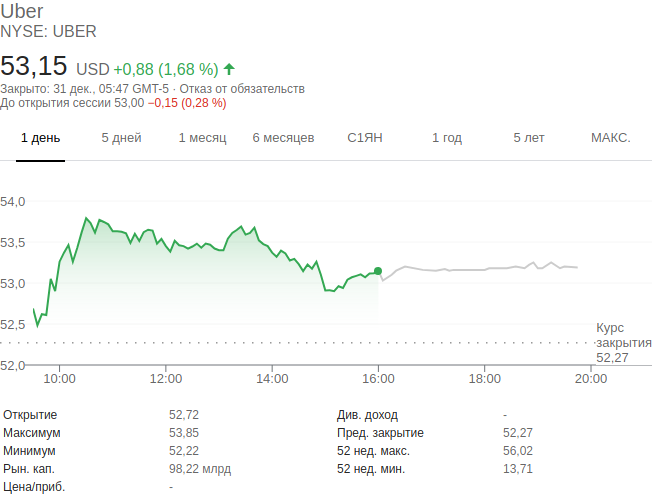 Uber
NYSE: UBER
53,15 USD +0,88 (1,68 %)
Закрыто: 31 дек., 05:47 GMT-5 · Отказ от обязательств
До открытия сессии 53,00 −0,15 (0,28 %)
1 день 5 дней 1 месяц 6 месяцев С1ЯН 1 год 5 лет МАКС.
54,0
53,5
53,0
52,5
52,0
Курс
закрытия
52,27
10:00 12:00 14:00 16:00 18:00 20:00
Открытие 52,72 Див. доход -
Максимум 53,85 Пред. закрытие 52,27
Минимум 52,22 52 нед. макс. 56,02
Рын. кап. 98,22 млрд 52 нед. мин. 13,71
Цена/приб. -